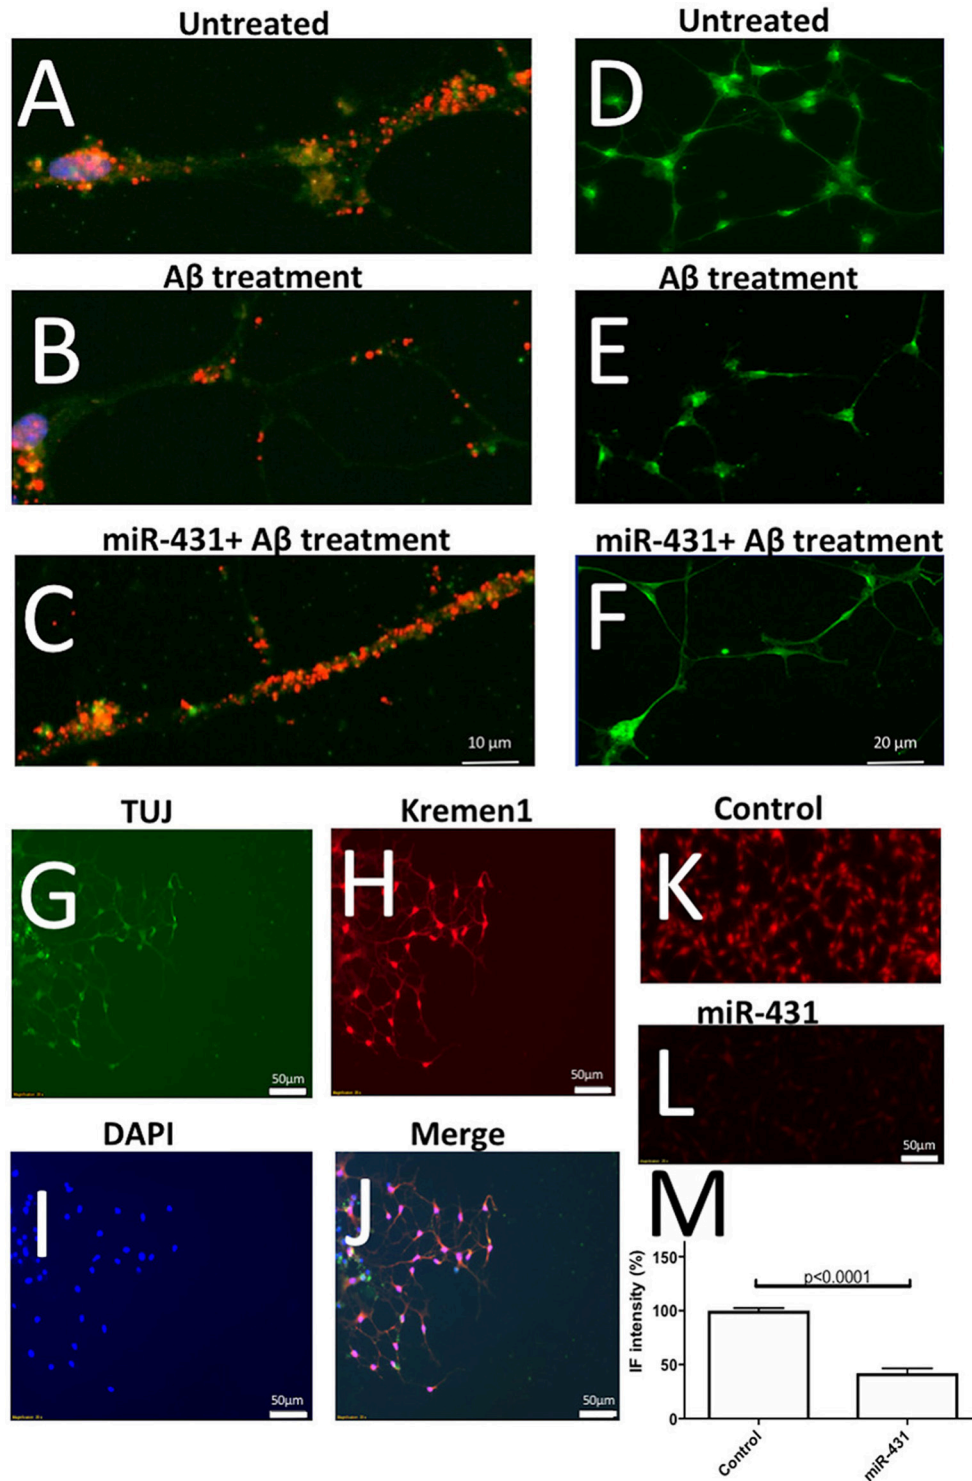 Untreated
A
Untreated
D
Aβ treatment
B
Aβ treatment
E
miR-431+ Aβ treatment
C
10 µm
miR-431+ Aβ treatment
F
20 µm
TUJ
G
50µm
Kremen1
H
50µm
Control
K
miR-431
L
50µm
DAPI
I
50µm
Merge
J
50µm
M
IF intensity (%)
150
100
50
0
p<0.0001
Control
miR-431